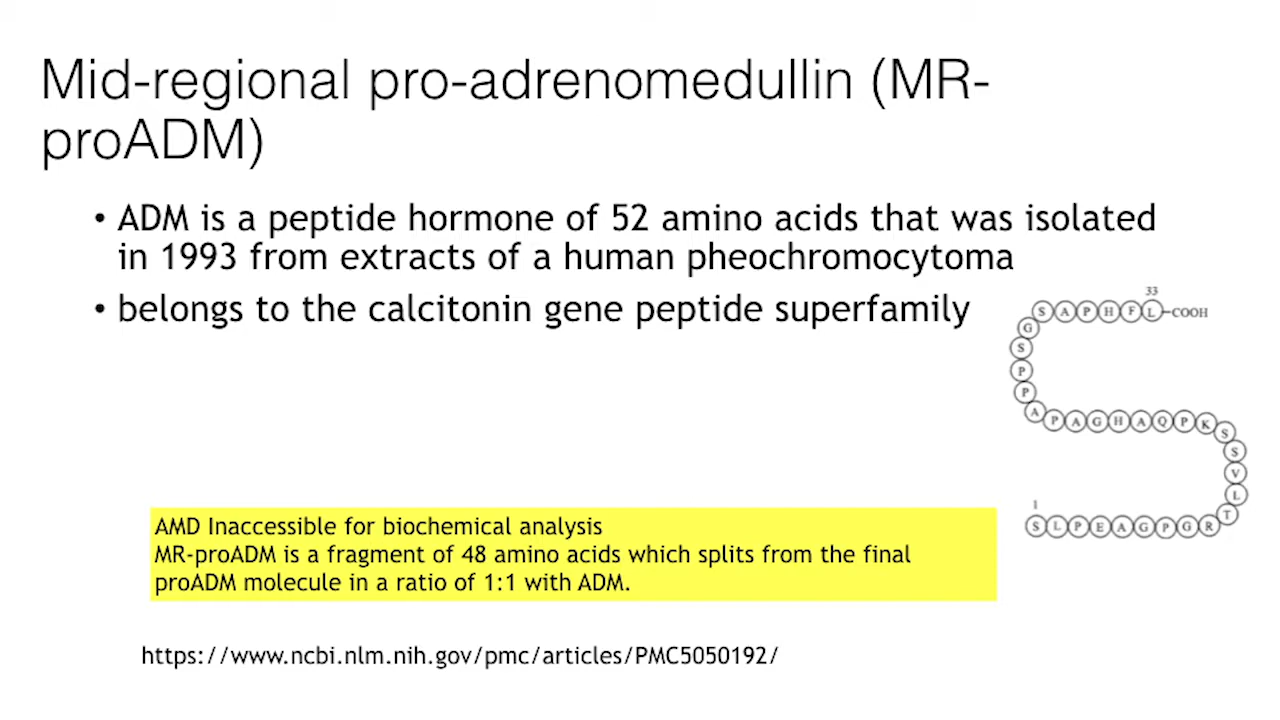 Mid-regional pro-adrenomedullin (MR-
proADM)
• ADM is a peptide hormone of 52 amino acids that was isolated
in 1993 from extracts of a human pheochromocytoma
• belongs to the calcitonin gene peptide superfamily
33
S A P H F L -COOH
G
S
P
P
A
P A G H A Q P K S
S
V
L
T
1
S L P E A G P G R
AMD Inaccessible for biochemical analysis
MR-proADM is a fragment of 48 amino acids which splits from the final
proADM molecule in a ratio of 1:1 with ADM.
https://www.ncbi.nlm.nih.gov/pmc/articles/PMC5050192/